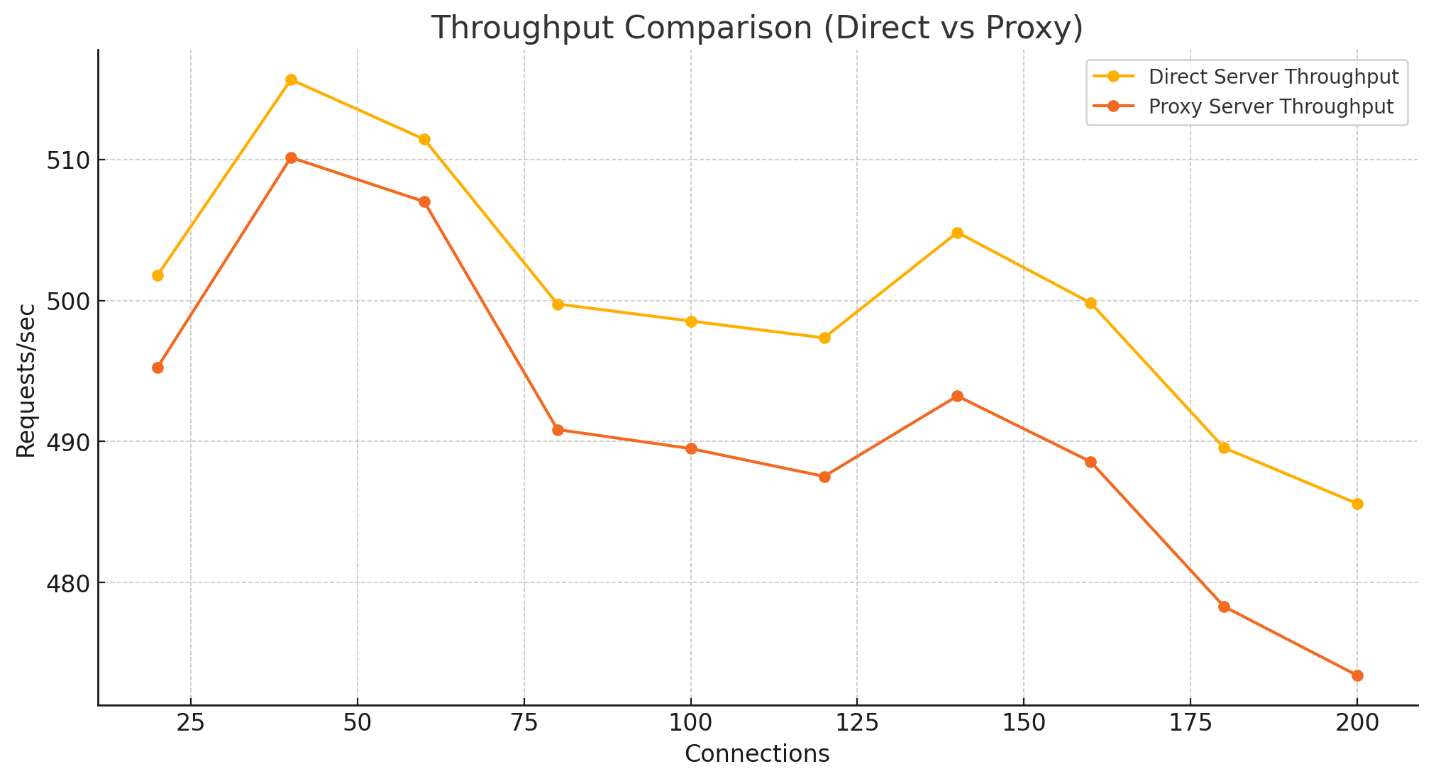 Throughput Comparison (Direct vs Proxy)
Direct Server Throughput
Proxy Server Throughput
510
500
490
480
Requests/sec
25 50 75 100 125 150 175 200
Connections